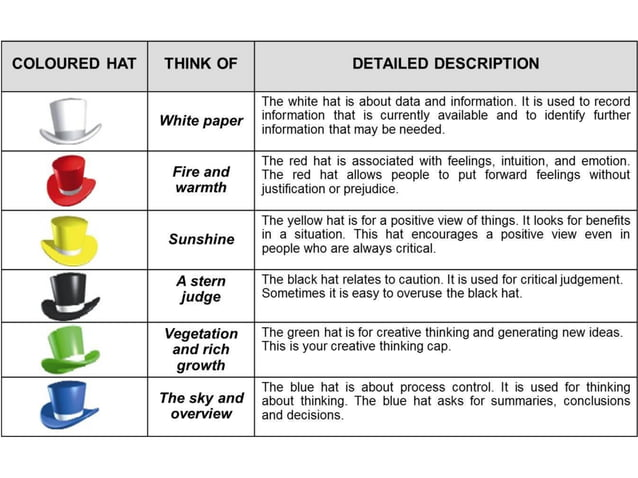 COLOURED HAT THINK OF DETAILED DESCRIPTION
White paper
The white hat is about data and information. It is used to record
information that is currently available and to identify further
information that may be needed.
Fire and
warmth
The red hat is associated with feelings, intuition, and emotion.
The red hat allows people to put forward feelings without
justification or prejudice.
Sunshine
The yellow hat is for a positive view of things. It looks for benefits
in a situation. This hat encourages a positive view even in
people who are always critical.
A stern
judge
The black hat relates to caution. It is used for critical judgement.
Sometimes it is easy to overuse the black hat.
Vegetation
and rich
growth
The green hat is for creative thinking and generating new ideas.
This is your creative thinking cap.
The sky and
overview
The blue hat is about process control. It is used for thinking
about thinking. The blue hat asks for summaries, conclusions
and decisions.